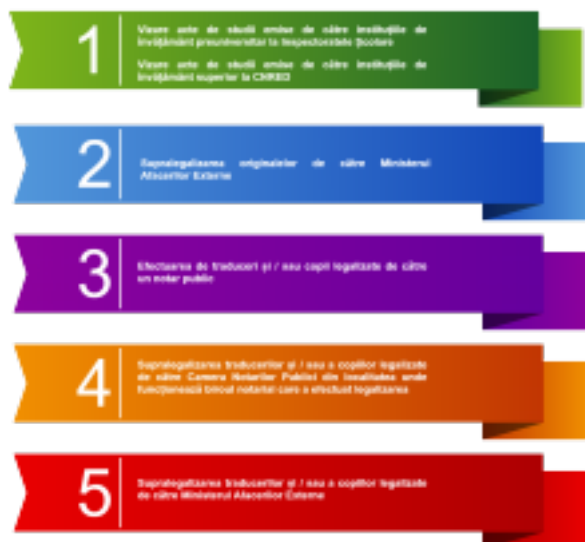 1
Vizare acte de studii emise de către instituțiile de
învățământ preuniversitar la Inspectoratele Școlare
Vizare acte de studii emise de către instituțiile de
învățământ superior la CNRED
2
Supralegalizarea originalelor de către Ministerul
Afacerilor Externe
3
Efectuarea de traduceri și / sau copii legalizate de către
un notar public
4
Supralegalizarea traducerilor și / sau a copiilor legalizate
de către Camera Notarilor Publici din localitatea unde
funcționează biroul notarial care a efectuat legalizarea
5
Supralegalizarea traducerilor și / sau a copiilor legalizate
de către Ministerul Afacerilor Externe